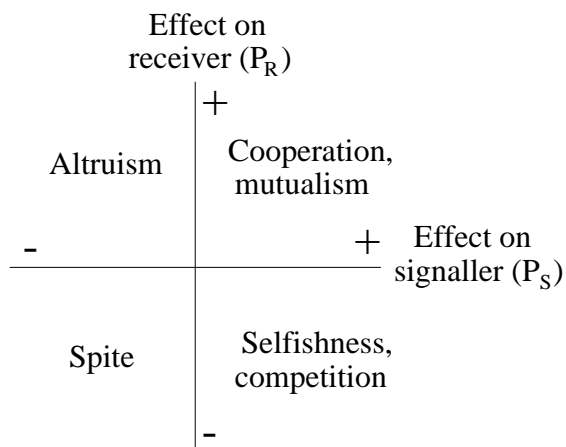 Effect on
receiver (P_R)
+
Altruism
Cooperation,
mutualism
-
+
Effect on
signaller (P_S)
Spite
Selfishness,
competition
-